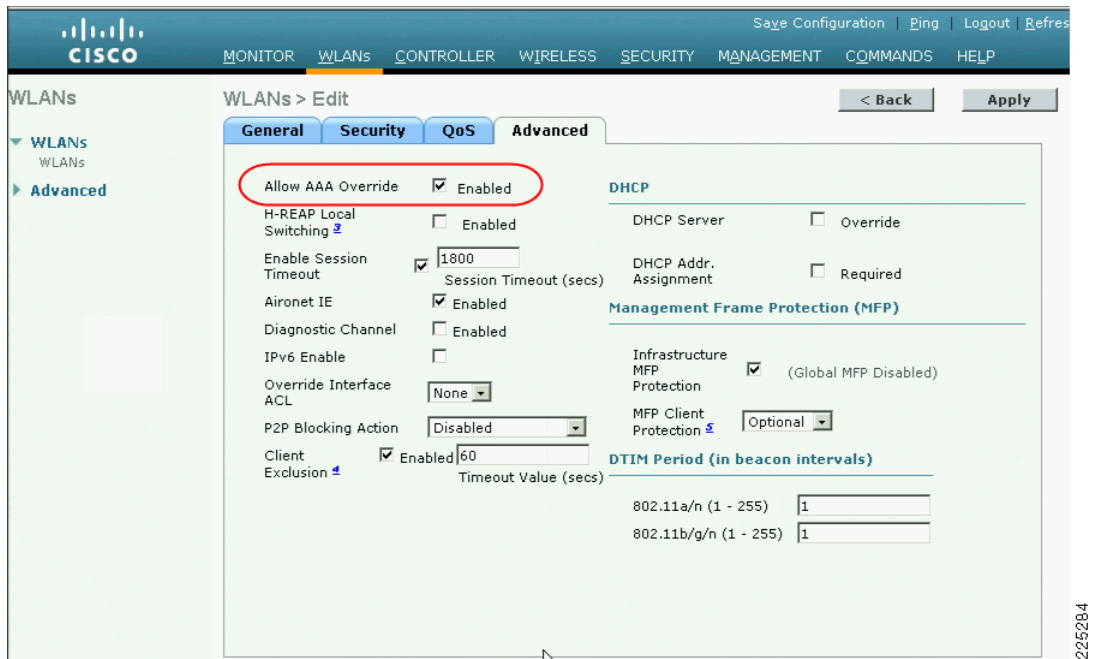 Save Configuration | Ping | Logout | Refres
CISCO
MONITOR WLANs CONTROLLER WIRELESS SECURITY MANAGEMENT COMMANDS HELP
WLANs
WLANs
WLANs
Advanced
WLANs > Edit
< Back
Apply
General Security QoS Advanced
Allow AAA Override Enabled
H-REAP Local
Switching 3 Enabled
Enable Session
Timeout
1800
Session Timeout (secs)
Aironet IE Enabled
Diagnostic Channel Enabled
IPv6 Enable
Override Interface
ACL
None
P2P Blocking Action Disabled
Client
Exclusion 4
Enabled 60
Timeout Value (secs)
DHCP
DHCP Server Override
DHCP Addr.
Assignment
Required
Management Frame Protection (MFP)
Infrastructure
MFP
Protection
(Global MFP Disabled)
MFP Client
Protection 5
Optional
DTIM Period (in beacon intervals)
802.11a/n (1 - 255) 1
802.11b/g/n (1 - 255) 1
225284